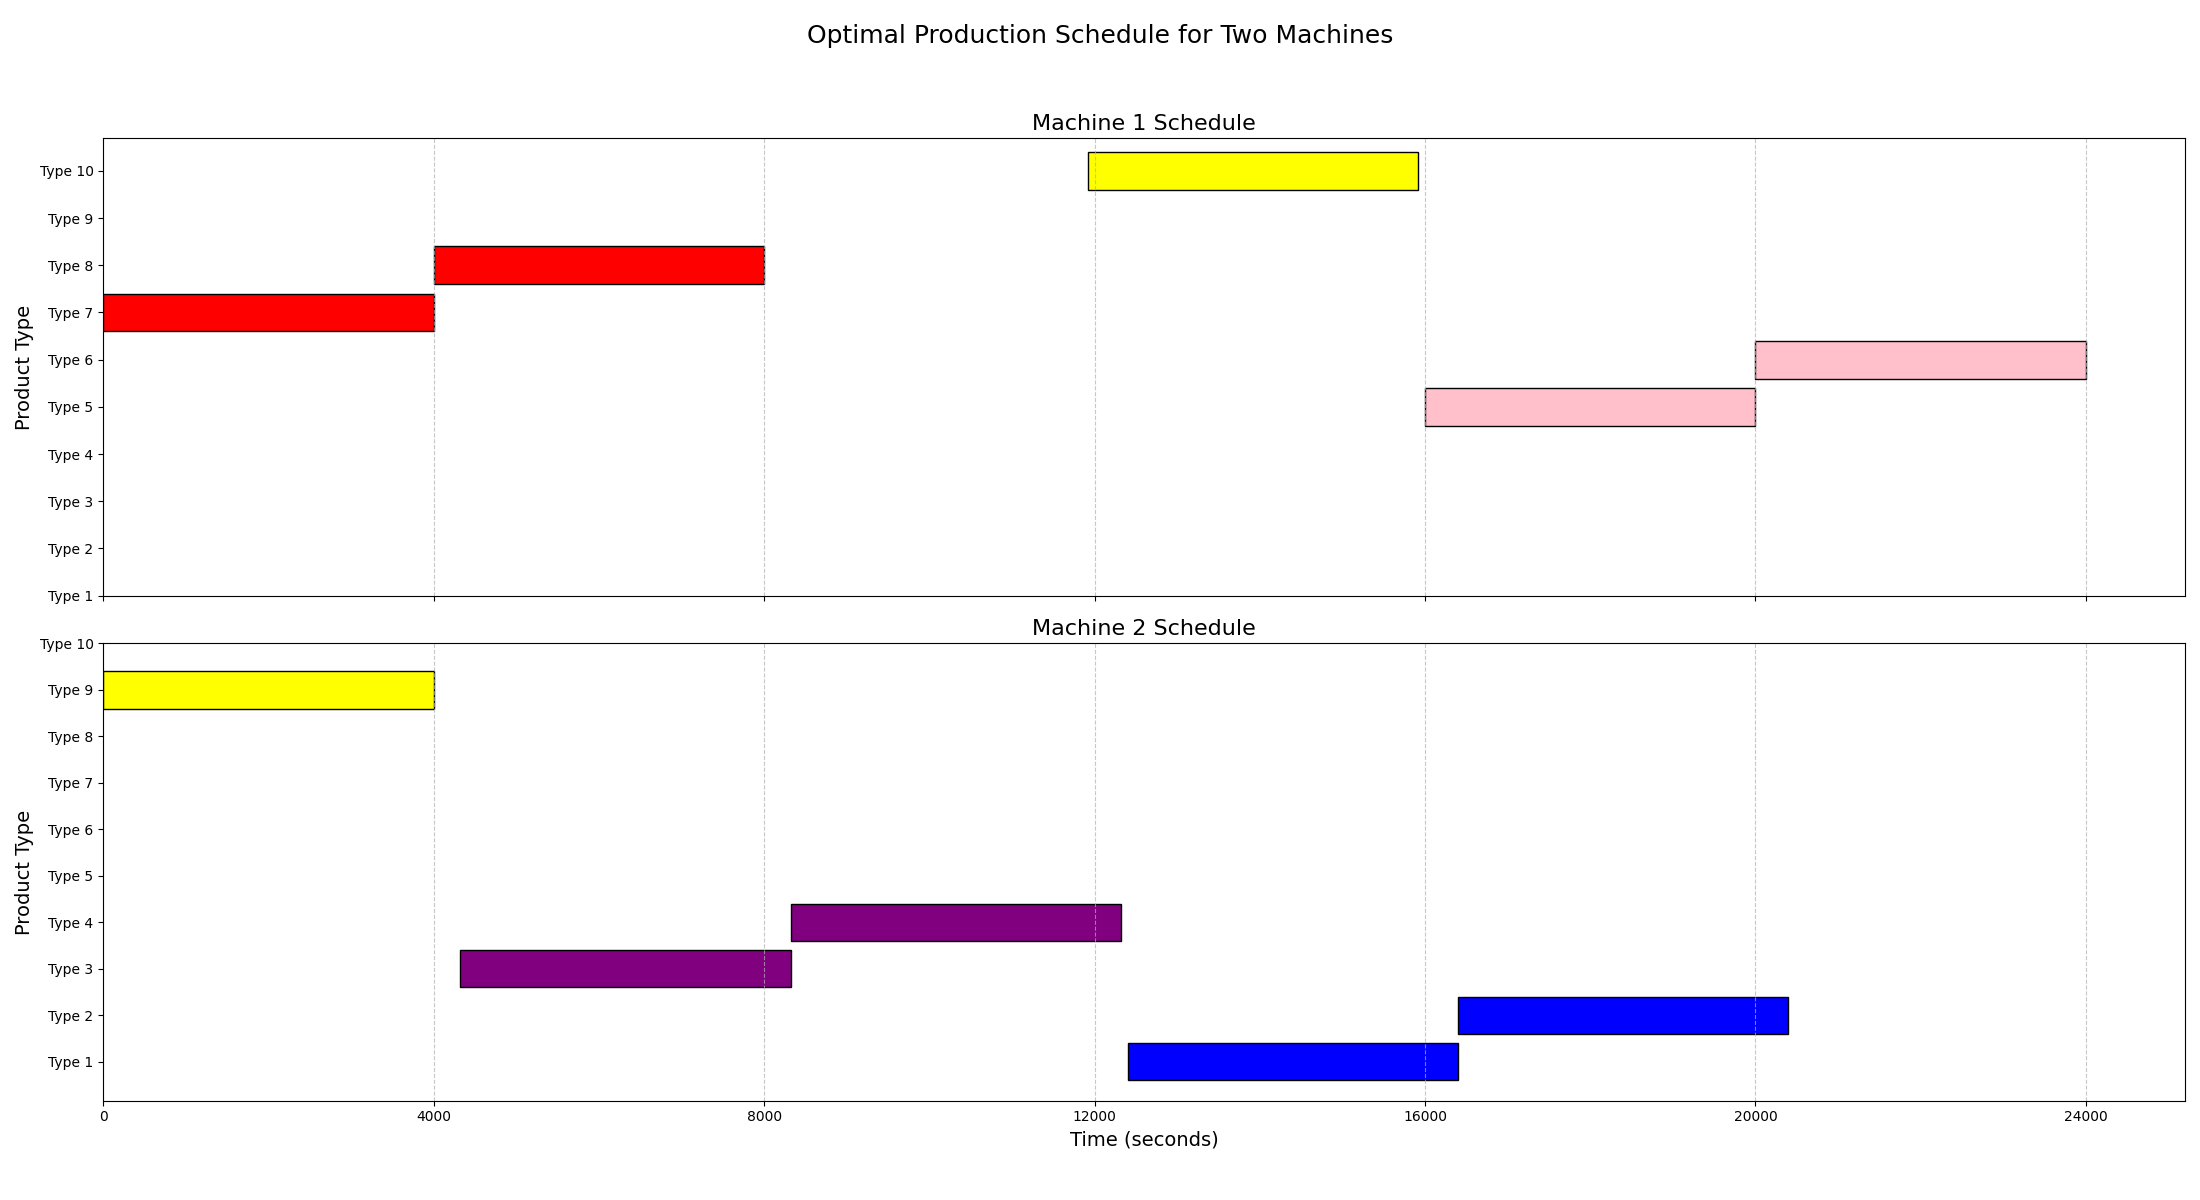 Optimal Production Schedule for Two Machines
Machine 1 Schedule
Product Type
Type 10
Type 9
Type 8
Type 7
Type 6
Type 5
Type 4
Type 3
Type 2
Type 1
Machine 2 Schedule
Product Type
Type 10
Type 9
Type 8
Type 7
Type 6
Type 5
Type 4
Type 3
Type 2
Type 1
0 4000 8000 12000 16000 20000 24000
Time (seconds)